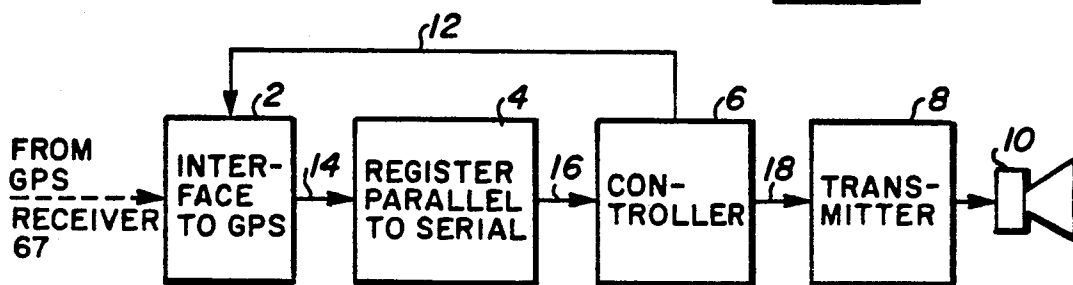 12
2
4
6
8
10
FROM
GPS
RECEIVER
67
INTER-
FACE
TO GPS
14
REGISTER
PARALLEL
TO SERIAL
16
CON-
TROLLER
18
TRANS-
MITTER